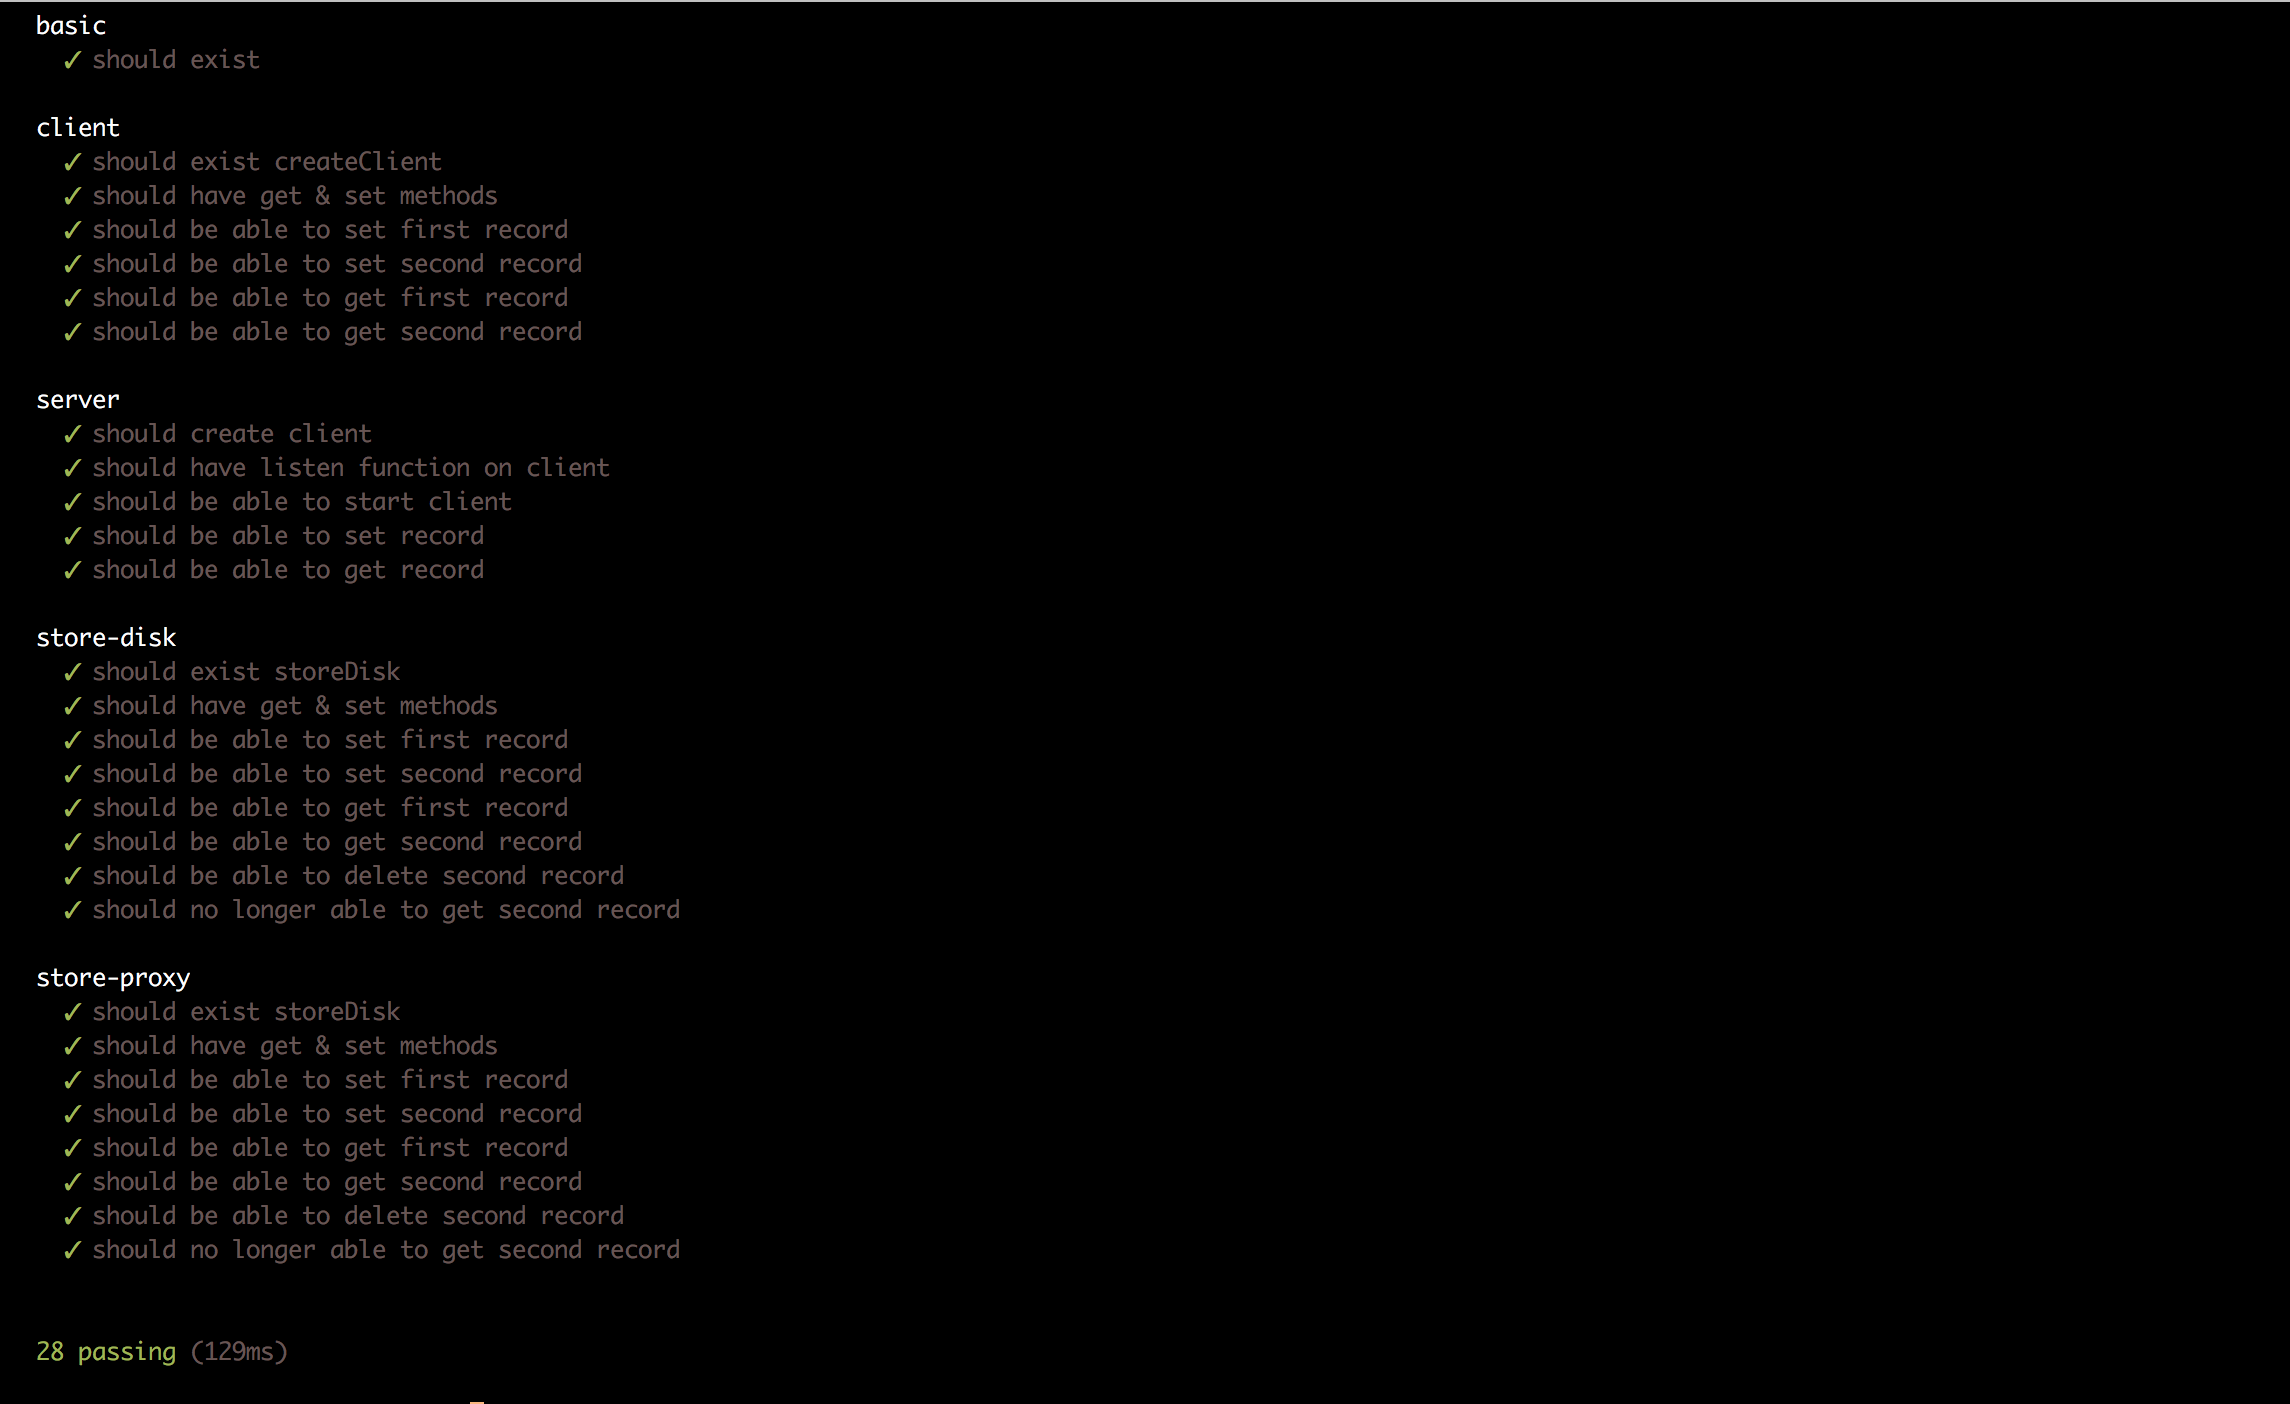 basic
✓ should exist
client
✓ should exist createClient
✓ should have get & set methods
✓ should be able to set first record
✓ should be able to set second record
✓ should be able to get first record
✓ should be able to get second record
server
✓ should create client
✓ should have listen function on client
✓ should be able to start client
✓ should be able to set record
✓ should be able to get record
store-disk
✓ should exist storeDisk
✓ should have get & set methods
✓ should be able to set first record
✓ should be able to set second record
✓ should be able to get first record
✓ should be able to get second record
✓ should be able to delete second record
✓ should no longer able to get second record
store-proxy
✓ should exist storeDisk
✓ should have get & set methods
✓ should be able to set first record
✓ should be able to set second record
✓ should be able to get first record
✓ should be able to get second record
✓ should be able to delete second record
✓ should no longer able to get second record
28 passing (129ms)